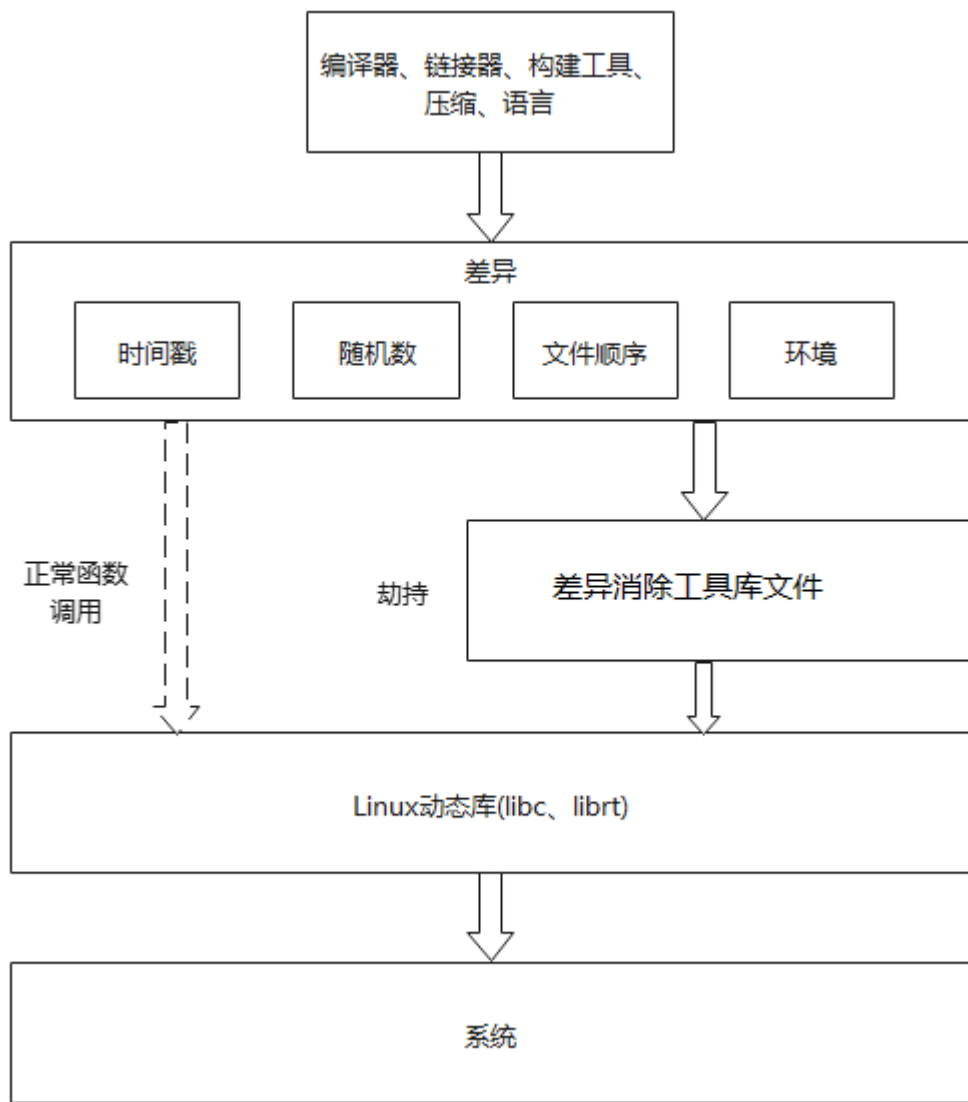 编译器、链接器、构建工具、
压缩、语言
差异
时间戳
随机数
文件顺序
环境
正常函数
调用
劫持
差异消除工具库文件
Linux动态库(libc、librt)
系统